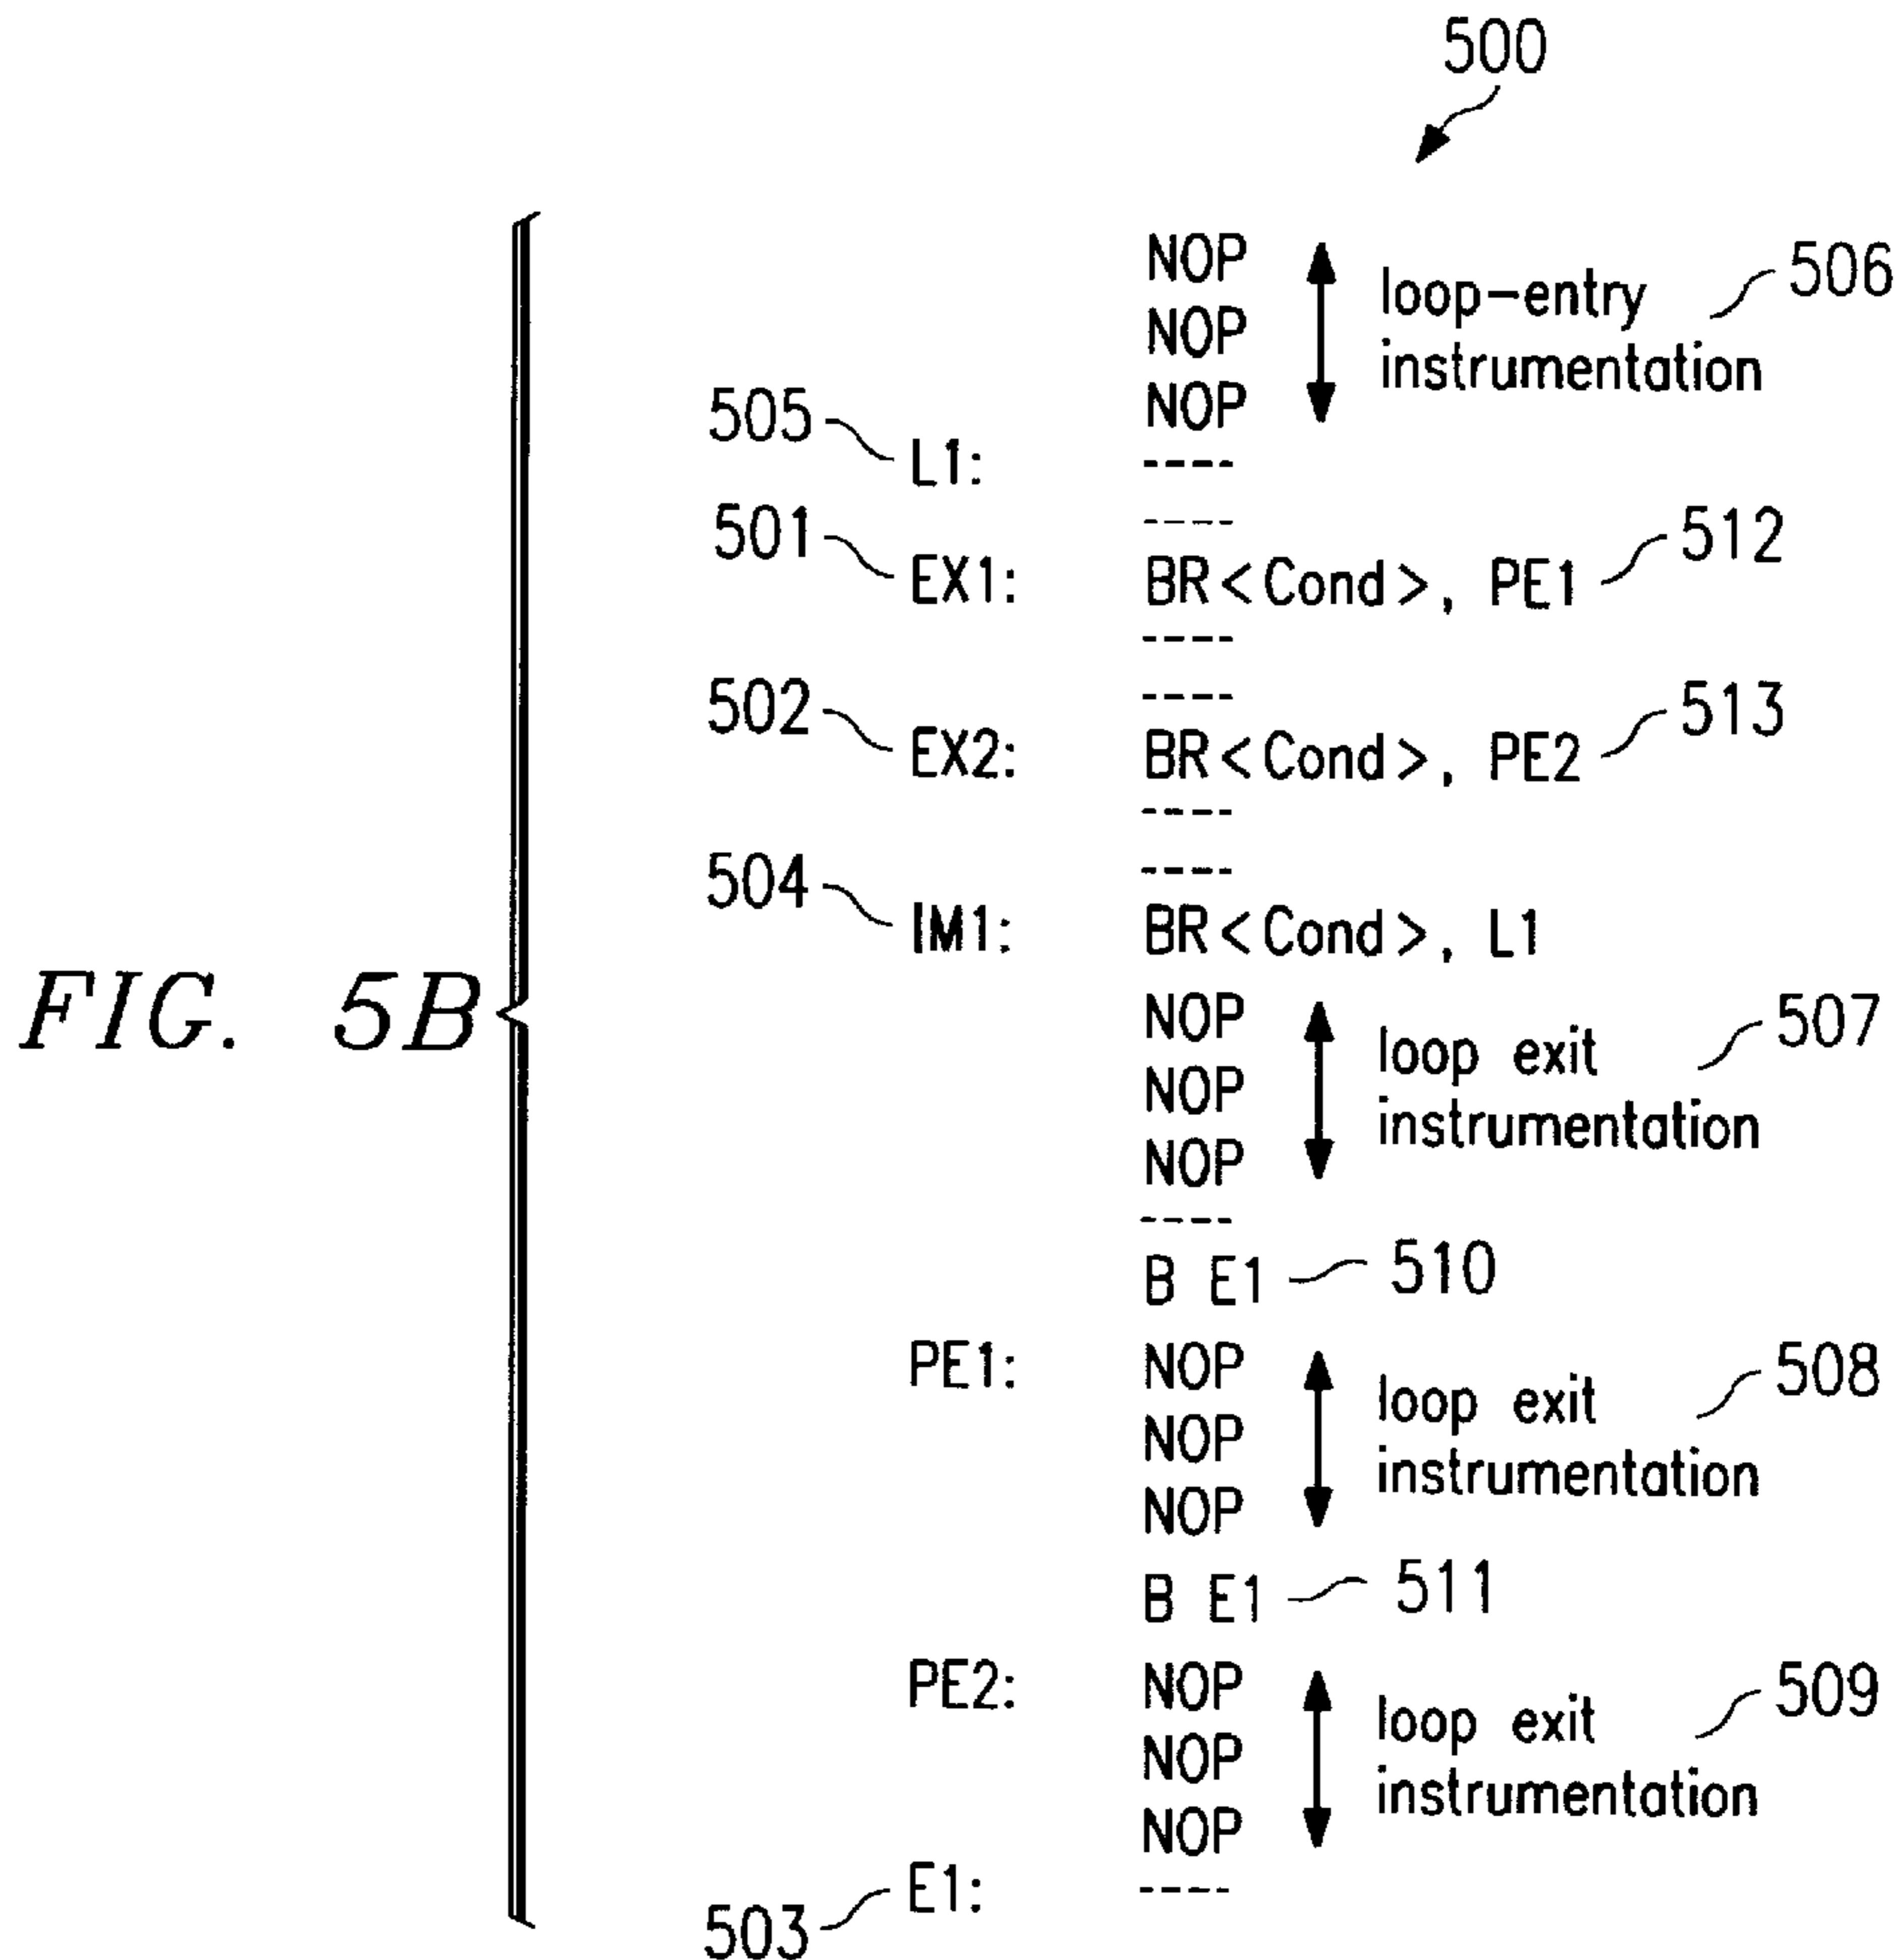 500
NOP loop-entry 506
NOP instrumentation
NOP
505 L1: ----
----
501 EX1: BR<Cond>, PE1 512
----
----
502 EX2: BR<Cond>, PE2 513
----
----
504 IM1: BR<Cond>, L1
FIG. 5B
NOP loop exit 507
NOP instrumentation
NOP
----
B E1 510
PE1: NOP loop exit 508
NOP instrumentation
NOP
B E1 511
PE2: NOP loop exit 509
NOP instrumentation
NOP
503 E1: ----